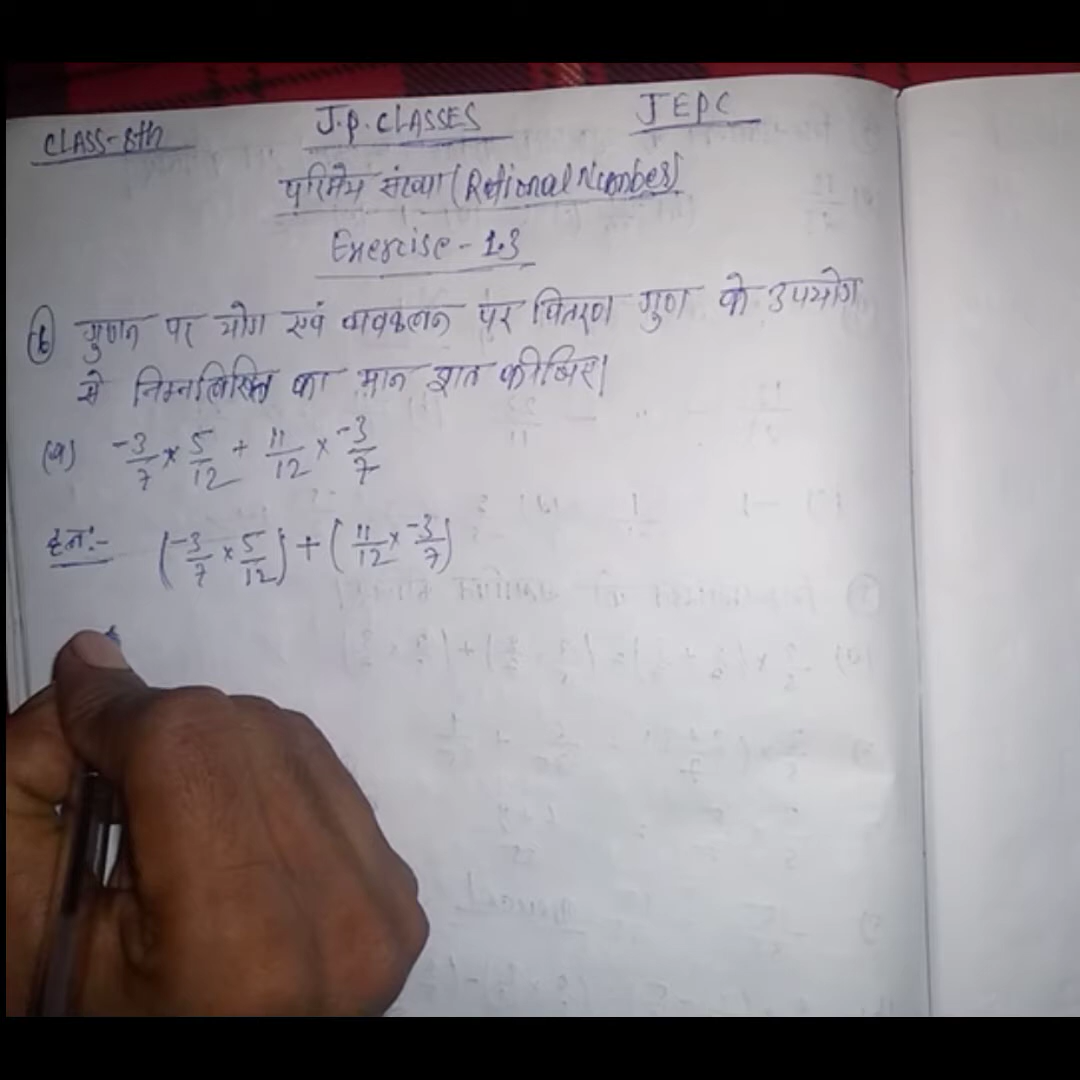 CLASS-8th J.P. CLASSES JEPC
परिमेय संख्या (Rational Number)
Exercise - 1.3
(6) गुणन पर योग एवं व्यवकलन पर वितरण गुण के उपयोग
से निम्नलिखित का मान ज्ञात कीजिए।
(a) -3/7 × 5/12 + 11/12 × -3/7
हल:- (-3/7 × 5/12) + (11/12 × -3/7)